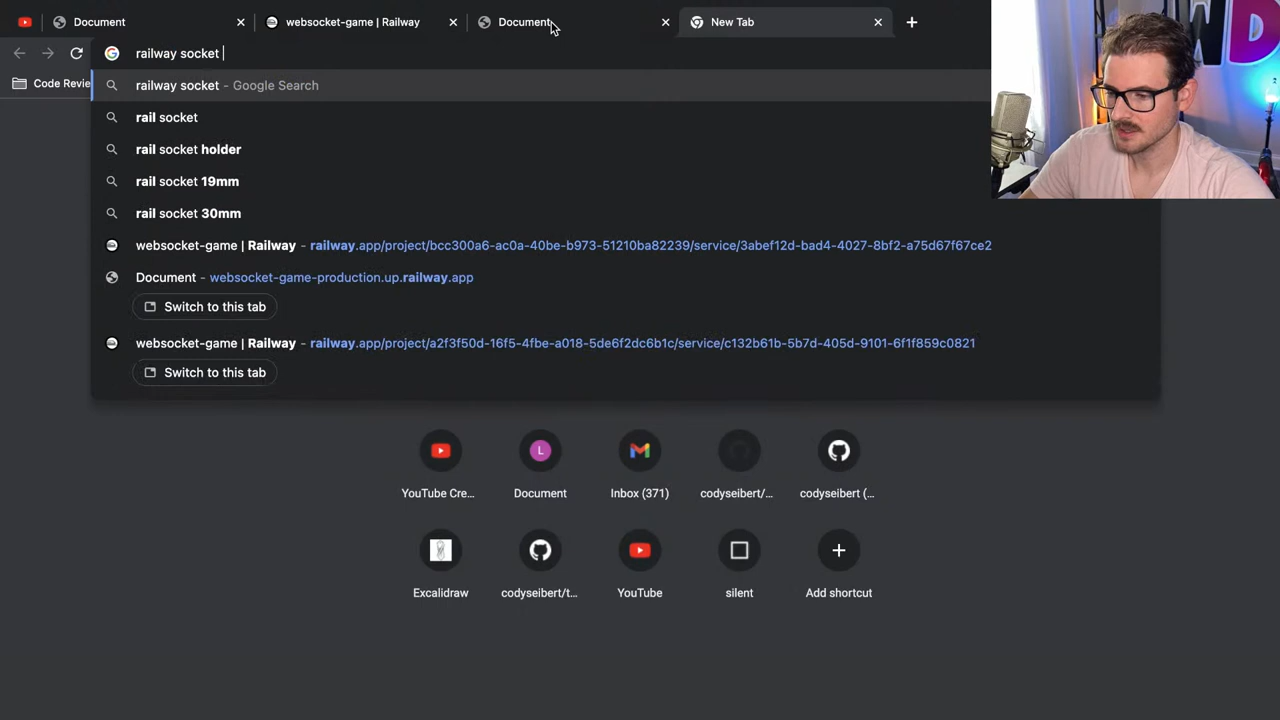 Document
websocket-game | Railway
Document
New Tab
railway socket
Code Revie
railway socket - Google Search
rail socket
rail socket holder
rail socket 19mm
rail socket 30mm
websocket-game | Railway - railway.app/project/bcc300a6-ac0a-40be-b973-51210ba82239/service/3abef12d-bad4-4027-8bf2-a75d67f67ce2
Document - websocket-game-production.up.railway.app
Switch to this tab
websocket-game | Railway - railway.app/project/a2f3f50d-16f5-4fbe-a018-5de6f2dc6b1c/service/c132b61b-5b7d-405d-9101-6f1f859c0821
Switch to this tab
L
YouTube Cre...
Document
Inbox (371)
codyseibert/...
codyseibert (...
Excalidraw
codyseibert/t...
YouTube
silent
Add shortcut